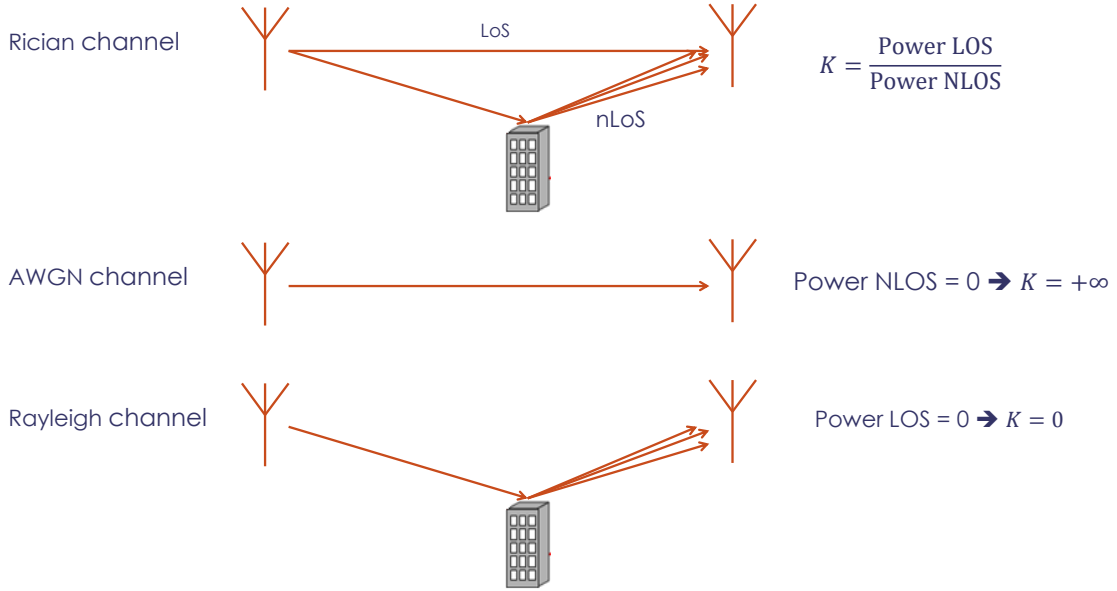 Rician channel
LoS
K = Power LOS / Power NLOS
nLoS
AWGN channel
Power NLOS = 0 ➔ K = +∞
Rayleigh channel
Power LOS = 0 ➔ K = 0